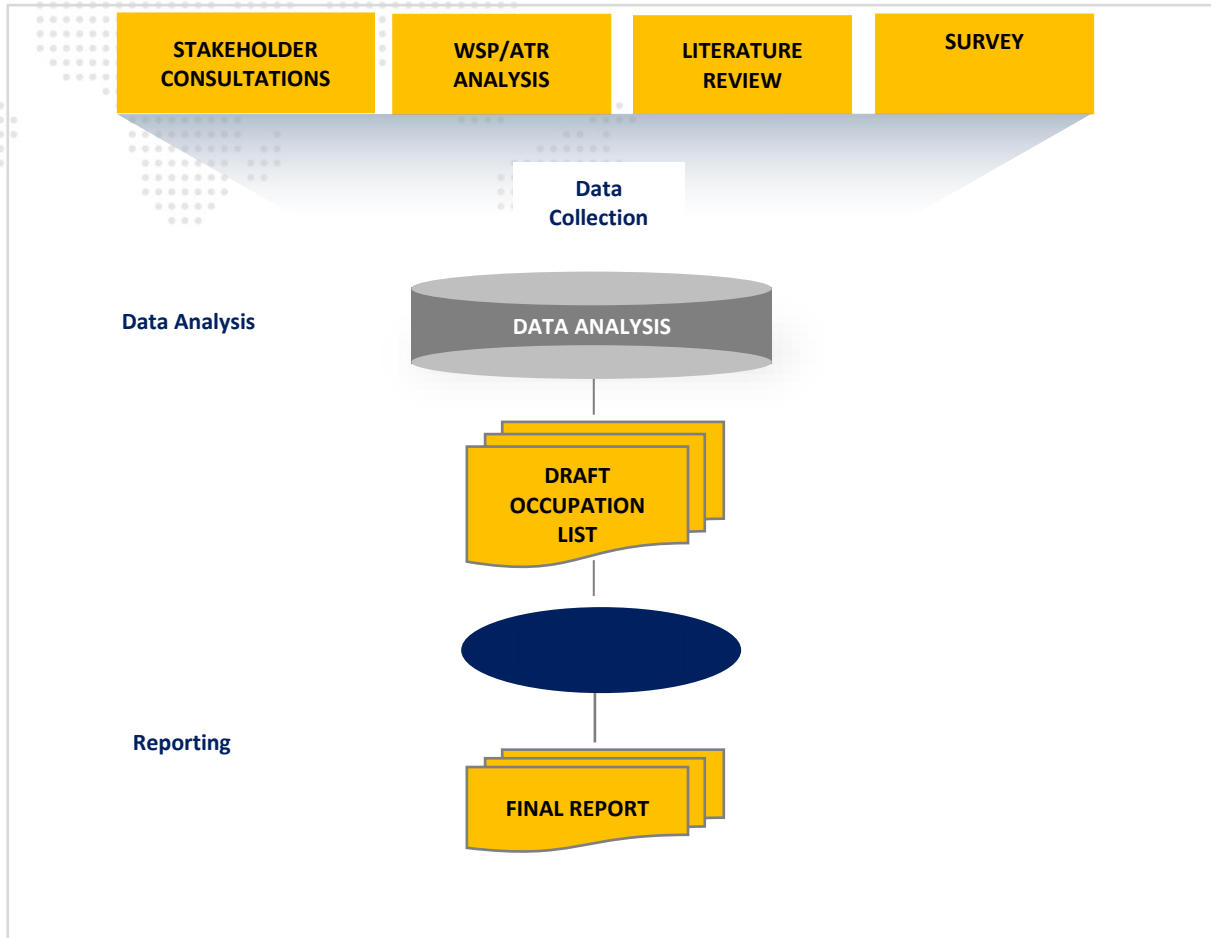 STAKEHOLDER
CONSULTATIONS
WSP/ATR
ANALYSIS
LITERATURE
REVIEW
SURVEY
Data
Collection
Data Analysis
DATA ANALYSIS
DRAFT
OCCUPATION
LIST
Reporting
FINAL REPORT